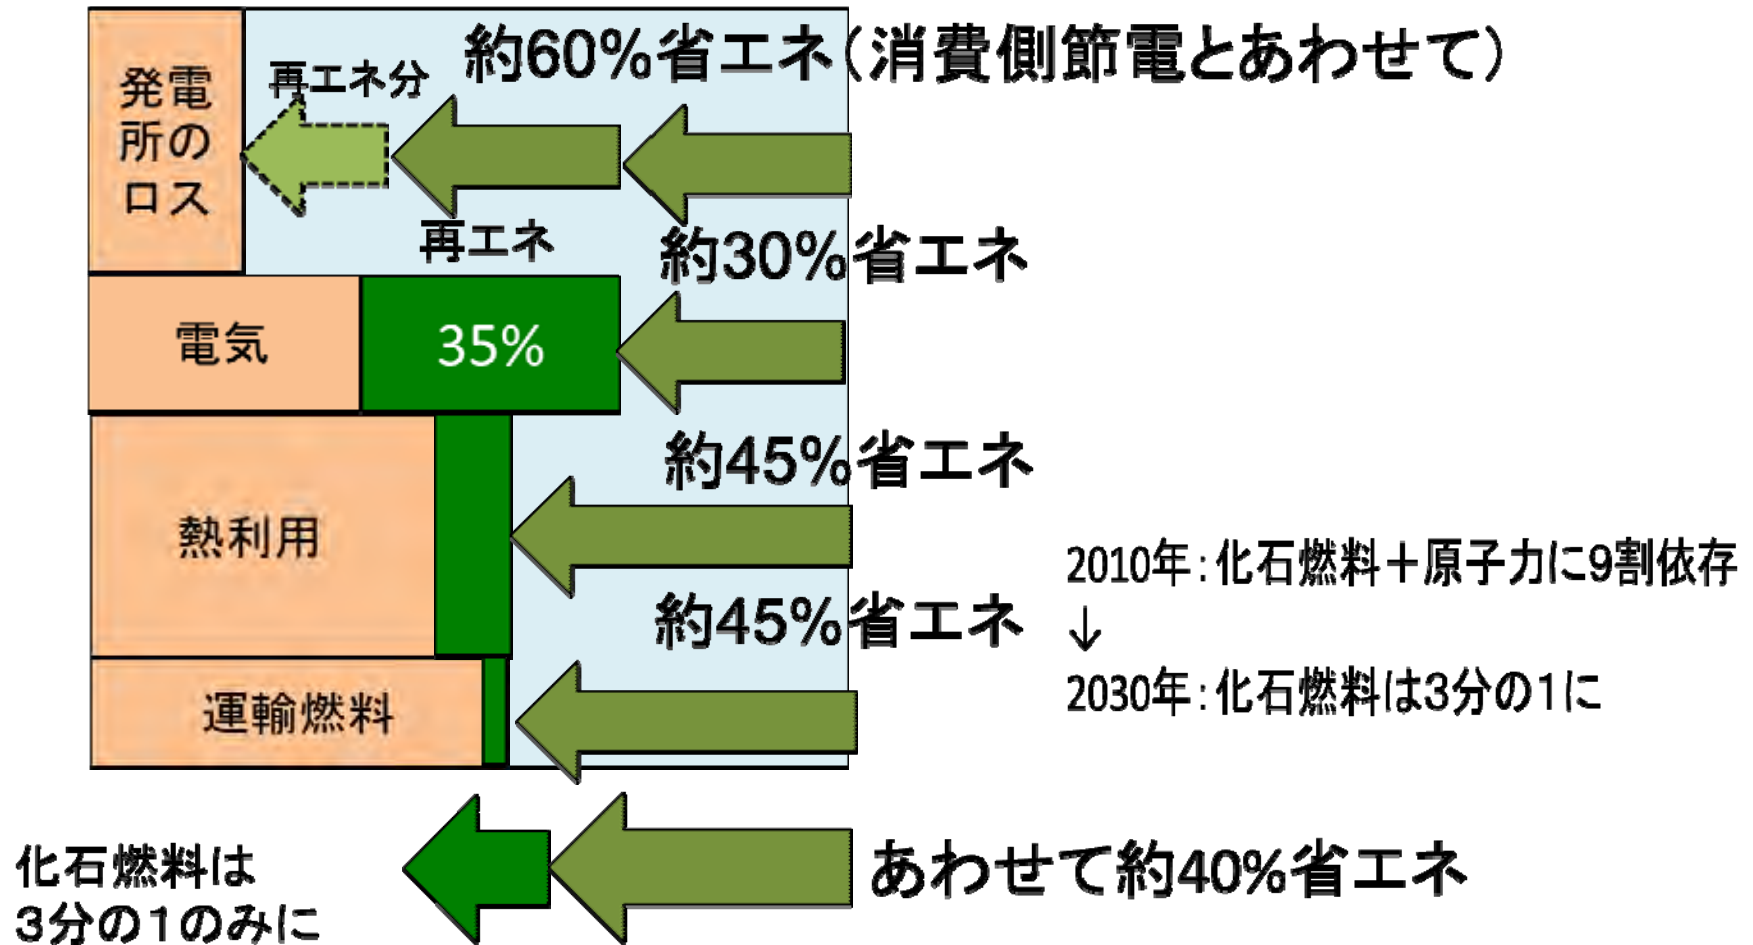 約60%省エネ(消費側節電とあわせて)
再エネ分
発電
所の
ロス
再エネ
約30%省エネ
電気
35%
約45%省エネ
熱利用
2010年:化石燃料+原子力に9割依存
約45%省エネ
↓
2030年:化石燃料は3分の1に
運輸燃料
あわせて約40%省エネ
化石燃料は
3分の1のみに